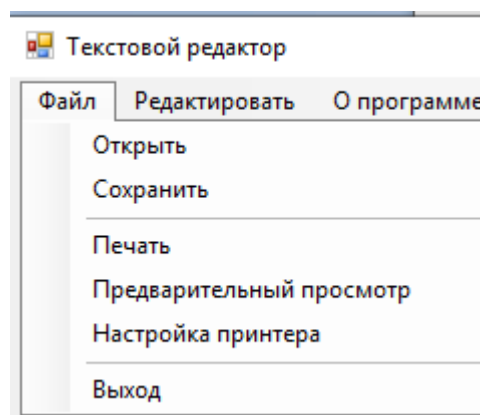 Текстовой редактор
Файл Редактировать О программе
Открыть
Сохранить
Печать
Предварительный просмотр
Настройка принтера
Выход